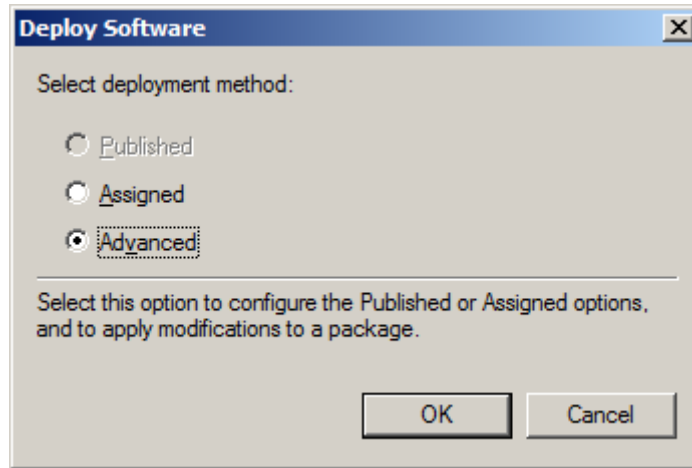 Deploy Software
Select deployment method:
Published
Assigned
Advanced
Select this option to configure the Published or Assigned options,
and to apply modifications to a package.
OK Cancel